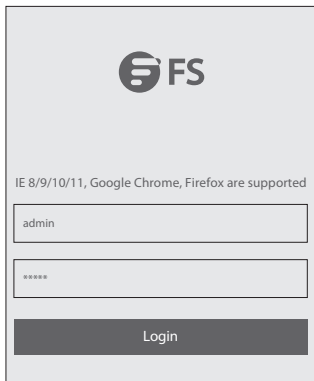 FS
IE 8/9/10/11, Google Chrome, Firefox are supported
admin
*****
Login